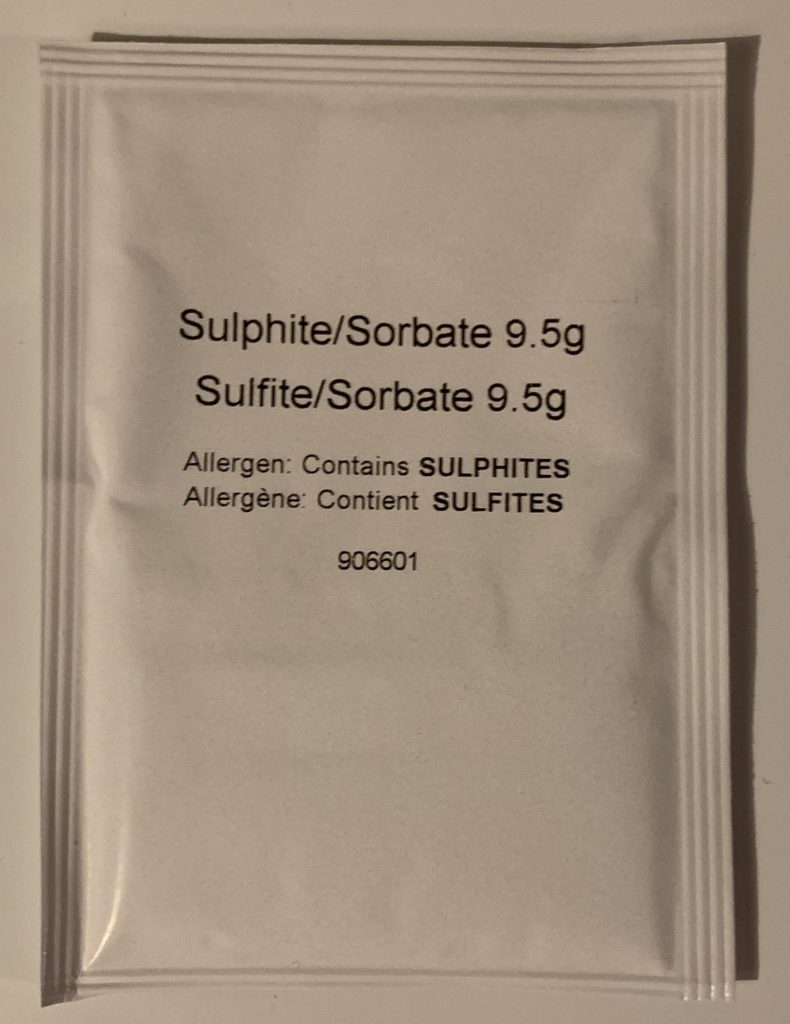 Sulphite/Sorbate 9.5g
Sulfite/Sorbate 9.5g
Allergen: Contains SULPHITES
Allergène: Contient SULFITES
906601